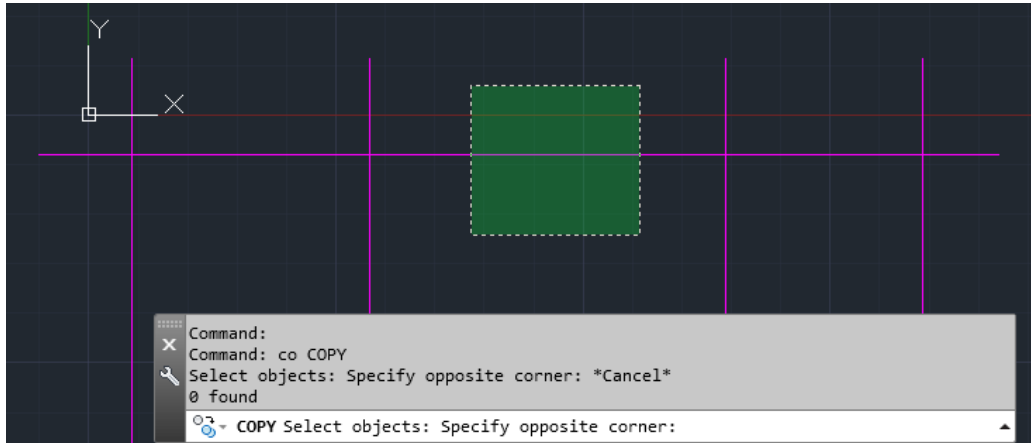 Y
X
Command:
Command: co COPY
Select objects: Specify opposite corner: *Cancel*
0 found
COPY Select objects: Specify opposite corner: